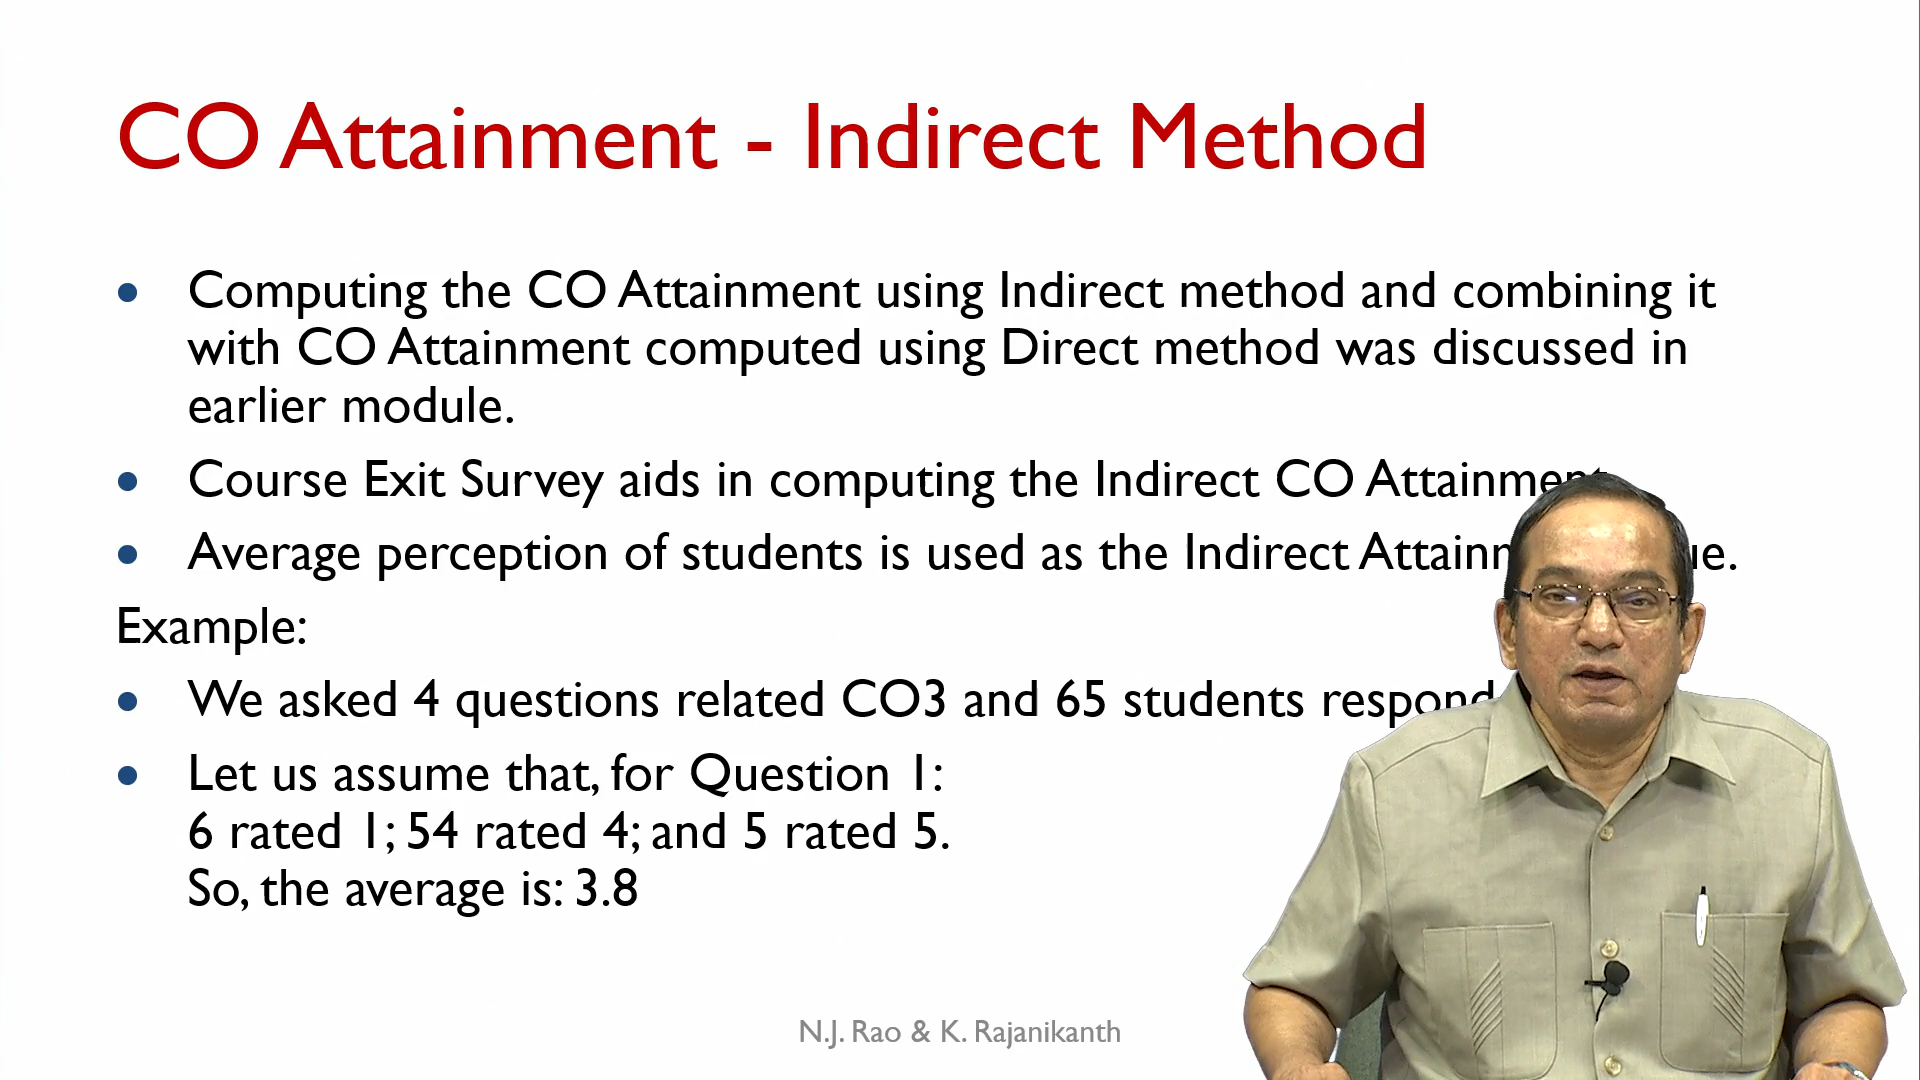 CO Attainment - Indirect Method
• Computing the CO Attainment using Indirect method and combining it
with CO Attainment computed using Direct method was discussed in
earlier module.
• Course Exit Survey aids in computing the Indirect CO Attainment
• Average perception of students is used as the Indirect
Example:
• We asked 4 questions related CO3 and 65 students
• Let us assume that, for Question 1:
6 rated 1; 54 rated 4; and 5 rated 5.
So, the average is: 3.8
N.J. Rao & K. Rajanikanth